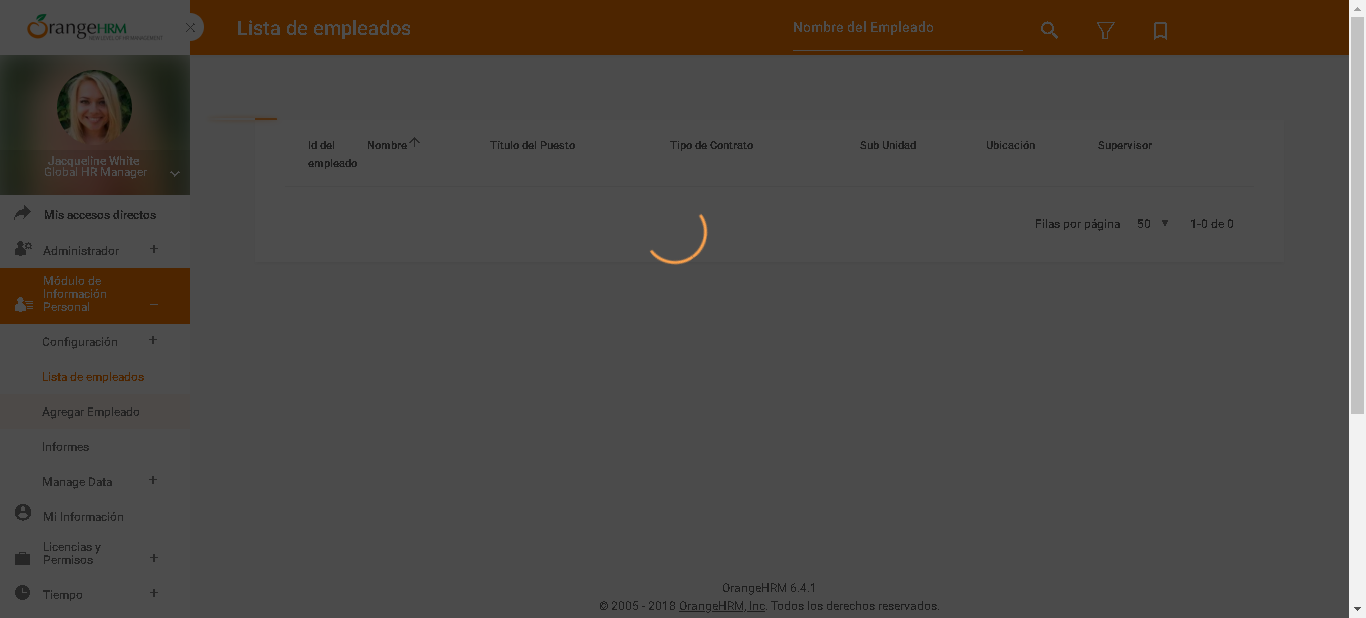 OrangeHRM
Lista de empleados
Nombre del Empleado
Jacqueline White
Global HR Manager
Mis accesos directos
Administrador
Módulo de
Información
Personal
Configuración
Lista de empleados
Agregar Empleado
Informes
Manage Data
Mi Información
Licencias y
Permisos
Tiempo
Id del
empleado
Nombre
Título del Puesto
Tipo de Contrato
Sub Unidad
Ubicación
Supervisor
Filas por página 50 1-0 de 0
OrangeHRM 6.4.1
© 2005 - 2018 OrangeHRM, Inc. Todos los derechos reservados.